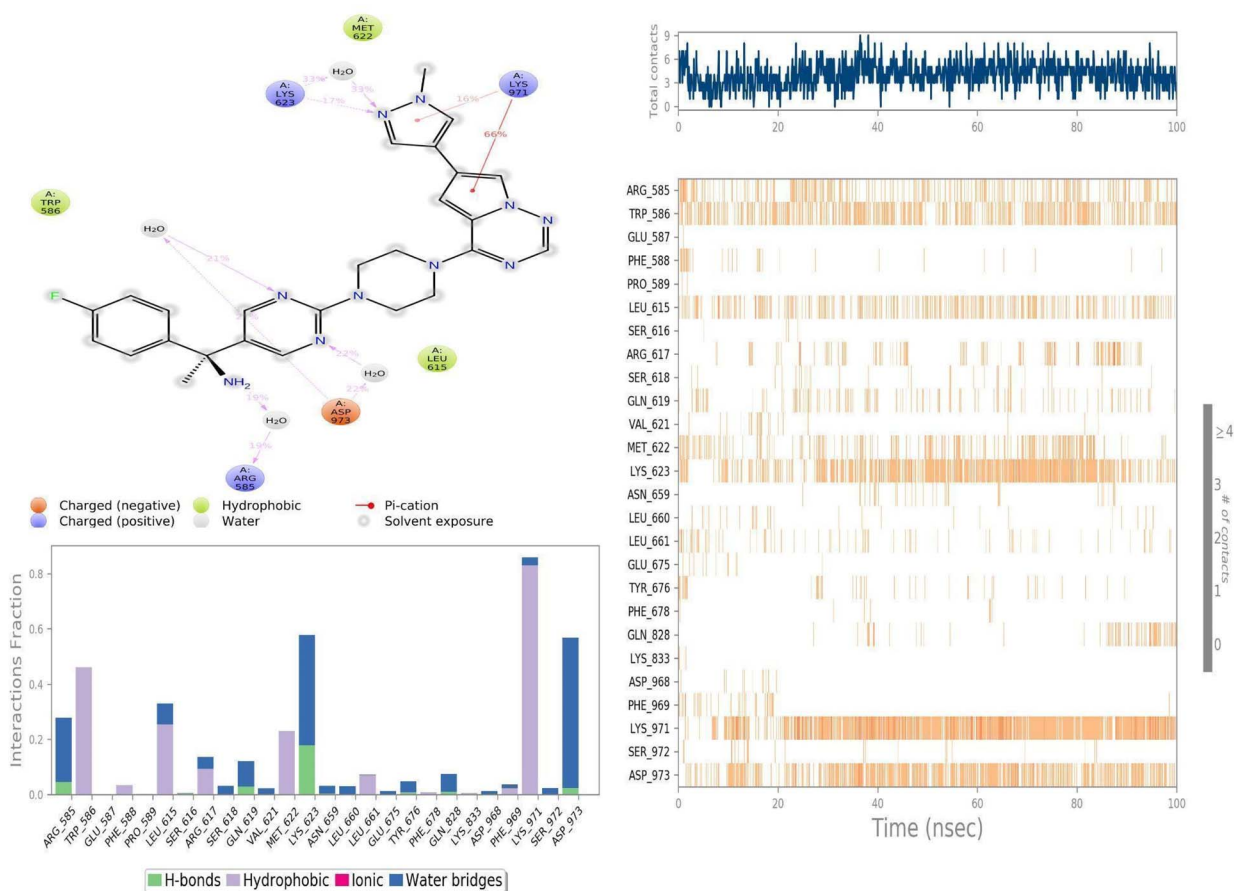 A:
MET
622
H₂O
A:
LYS
623
33%
33%
17%
N
N
16%
A:
LYS
971
66%
A:
TRP
586
H₂O
21%
N
N
N
N
N
N
F
N
N
22%
H₂O
22%
A:
LEU
615
NH₂
19%
H₂O
19%
A:
ASP
973
A:
ARG
585
Charged (negative)
Charged (positive)
Hydrophobic
Water
Pi-cation
Solvent exposure
Interactions Fraction
0.8
0.6
0.4
0.2
0.0
ARG_585
TRP_586
GLU_587
PHE_588
PRO_589
LEU_615
SER_616
ARG_617
SER_618
GLN_619
VAL_621
MET_622
LYS_623
ASN_659
LEU_660
LEU_661
GLU_675
TYR_676
PHE_678
GLN_828
LYS_833
ASP_968
PHE_969
LYS_971
SER_972
ASP_973
H-bonds
Hydrophobic
Ionic
Water bridges
Total contacts
9
6
3
0
0
20
40
60
80
100
ARG_585
TRP_586
GLU_587
PHE_588
PRO_589
LEU_615
SER_616
ARG_617
SER_618
GLN_619
VAL_621
MET_622
LYS_623
ASN_659
LEU_660
LEU_661
GLU_675
TYR_676
PHE_678
GLN_828
LYS_833
ASP_968
PHE_969
LYS_971
SER_972
ASP_973
0
20
40
60
80
100
Time (nsec)
≥4
3
2
1
0
# of contacts